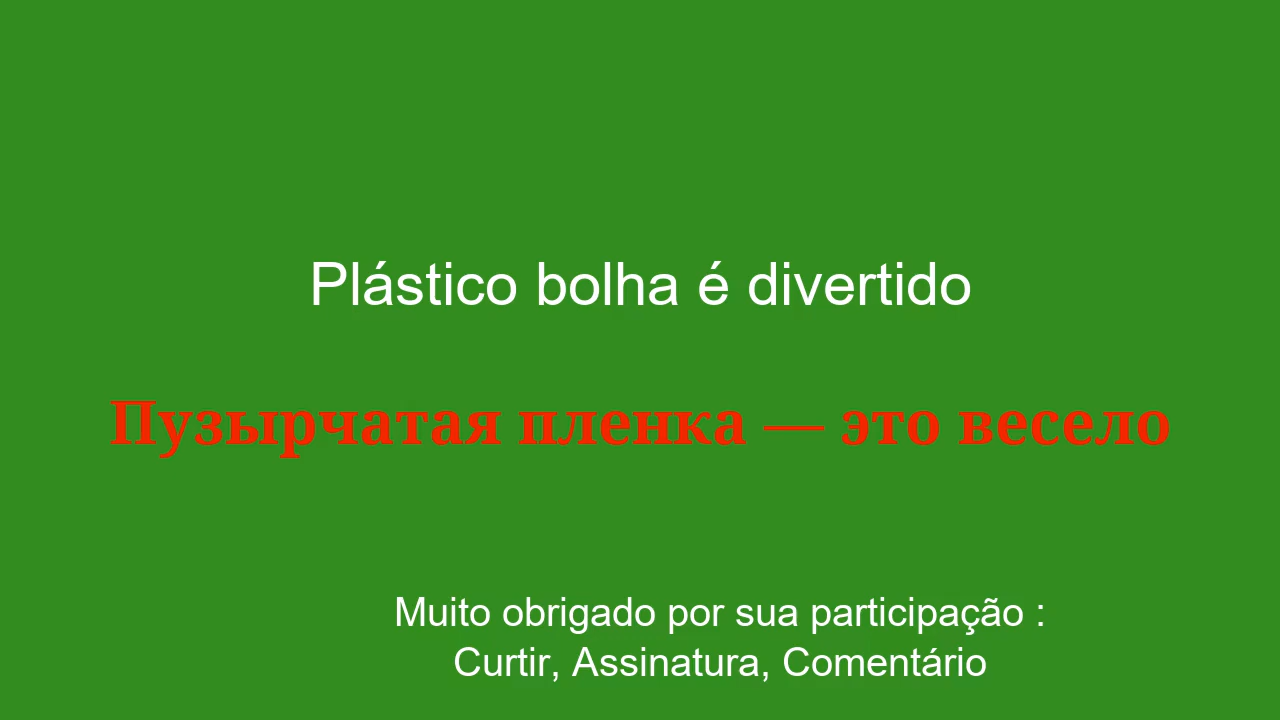 Plástico bolha é divertido
Пузырчатая пленка — это весело
Muito obrigado por sua participação :
Curtir, Assinatura, Comentário